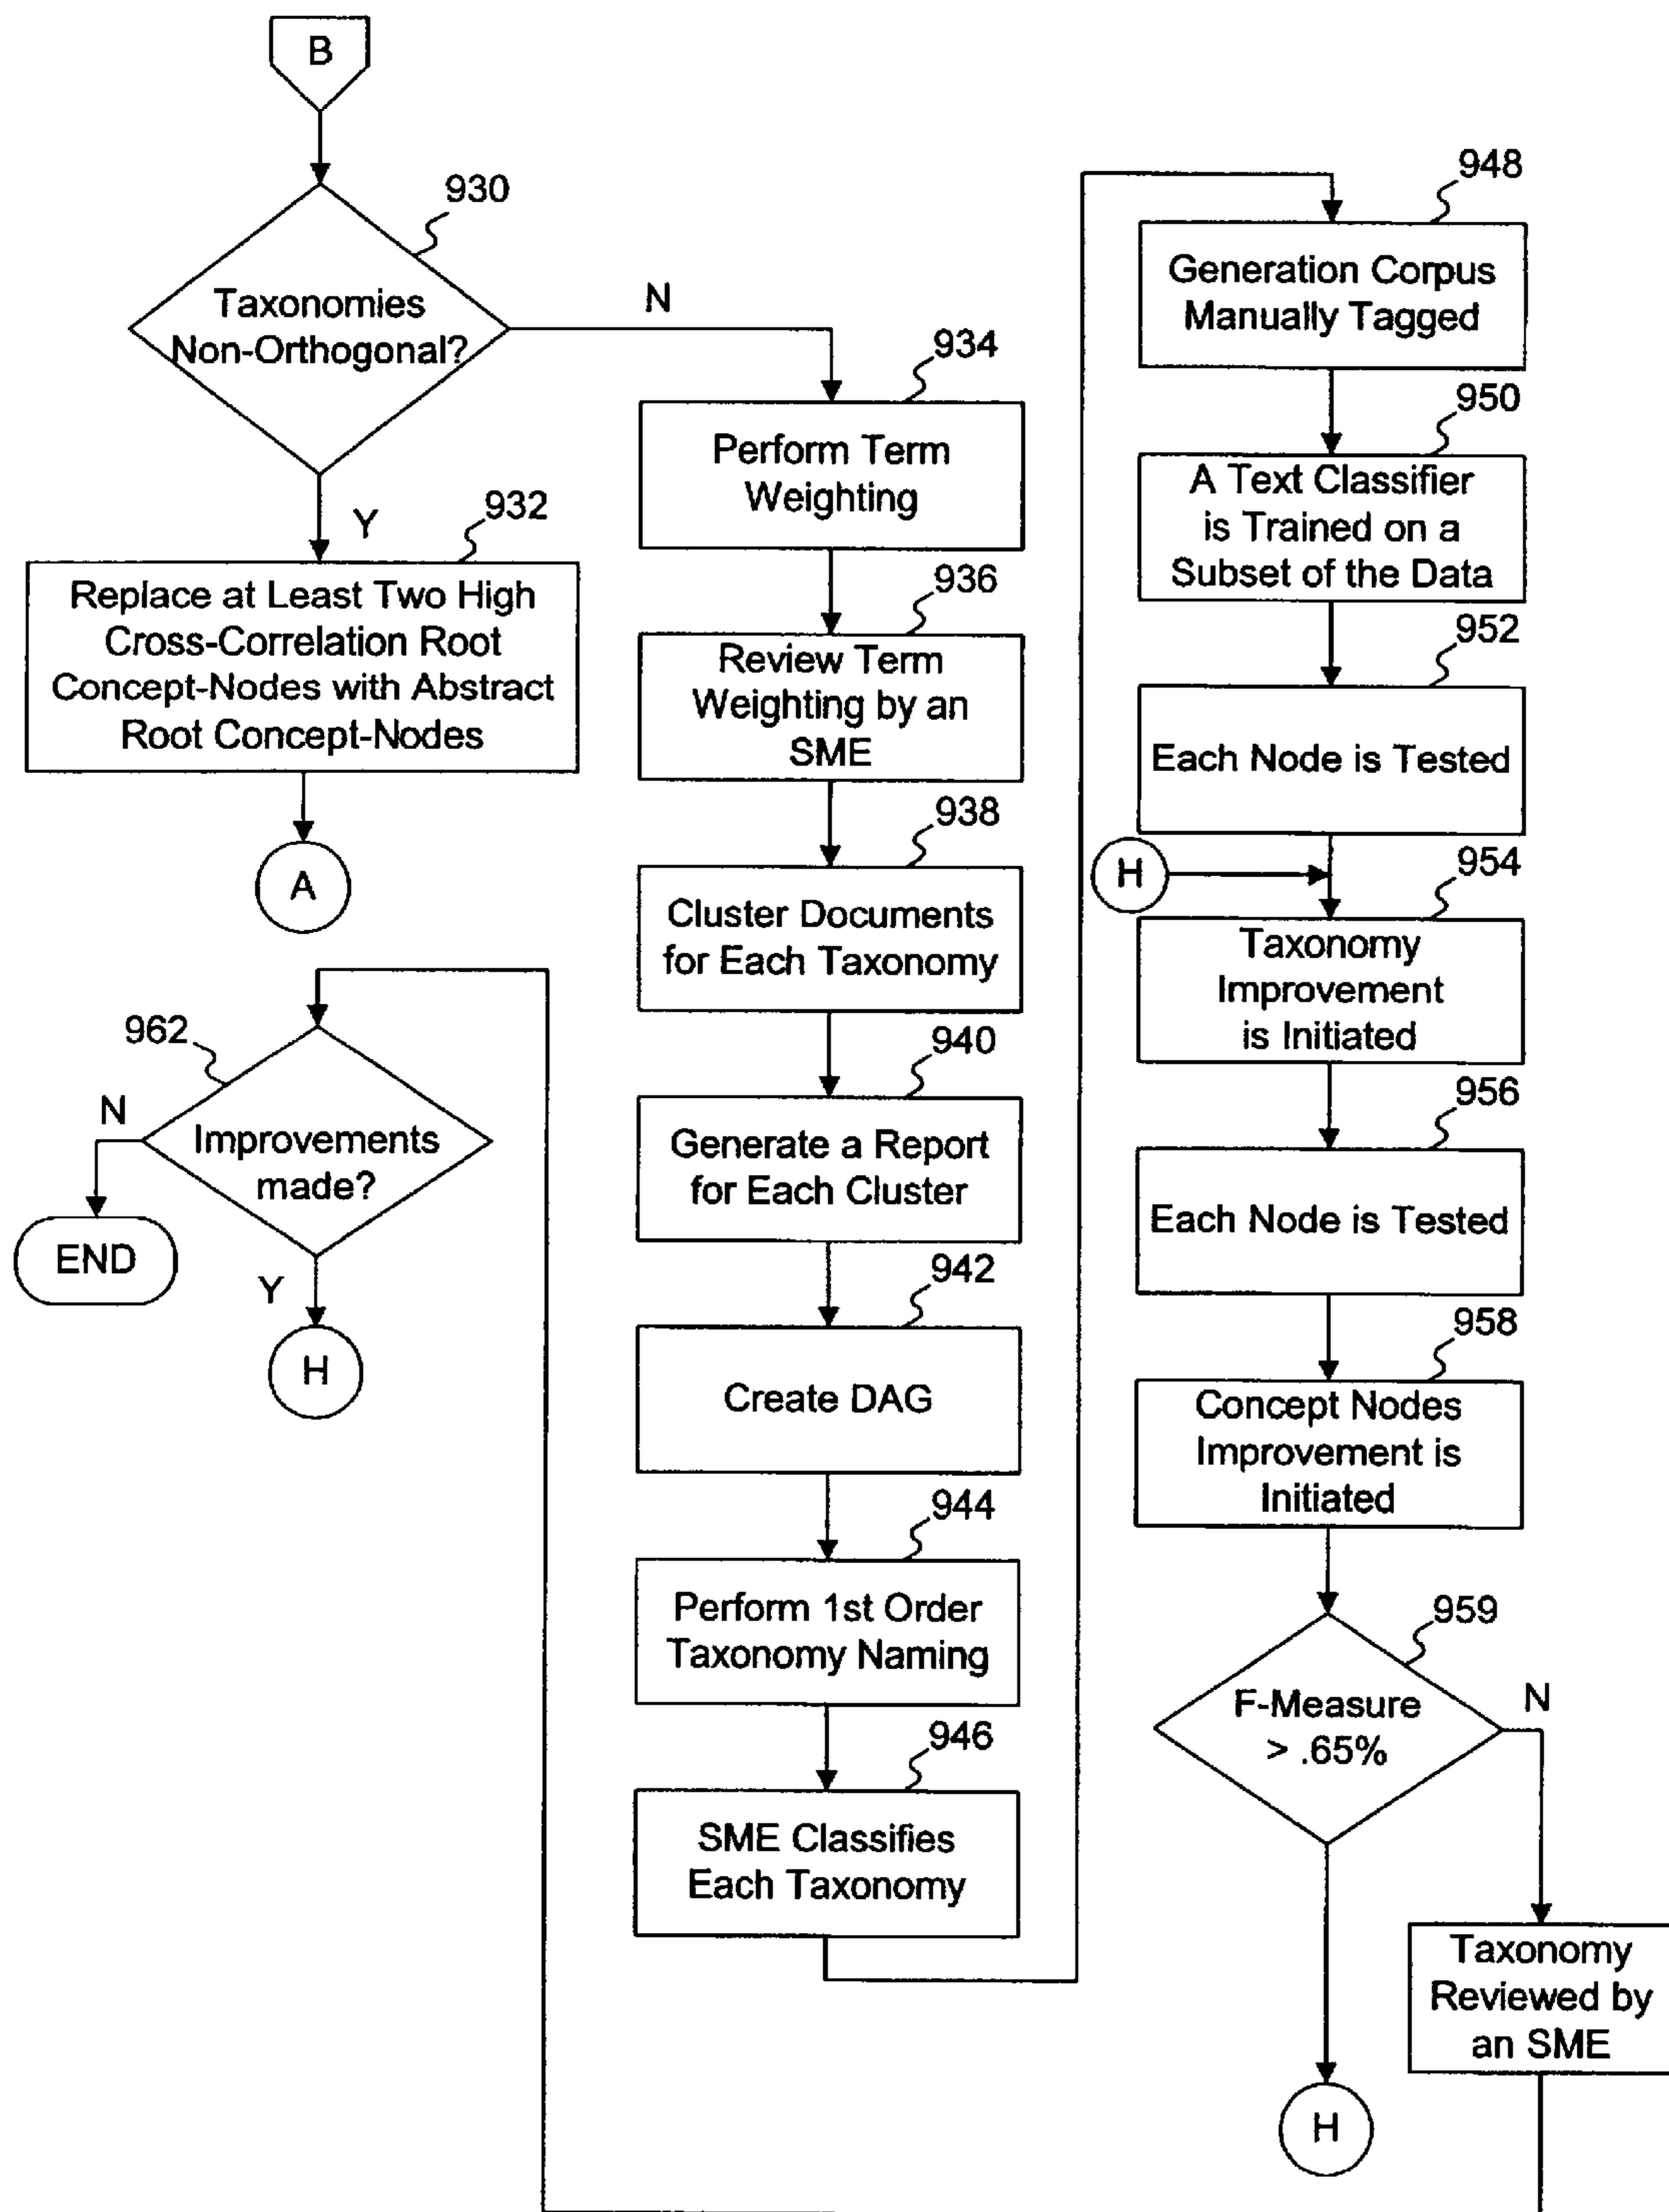 B
930
Taxonomies
Non-Orthogonal?
N
Y
932
Replace at Least Two High
Cross-Correlation Root
Concept-Nodes with Abstract
Root Concept-Nodes
A
962
Improvements
made?
N
END
Y
H
934
Perform Term
Weighting
936
Review Term
Weighting by an
SME
938
Cluster Documents
for Each Taxonomy
940
Generate a Report
for Each Cluster
942
Create DAG
944
Perform 1st Order
Taxonomy Naming
946
SME Classifies
Each Taxonomy
948
Generation Corpus
Manually Tagged
950
A Text Classifier
is Trained on a
Subset of the Data
952
Each Node is Tested
H
954
Taxonomy
Improvement
is Initiated
956
Each Node is Tested
958
Concept Nodes
Improvement is
Initiated
959
F-Measure
> .65%
N
Taxonomy
Reviewed by
an SME
H